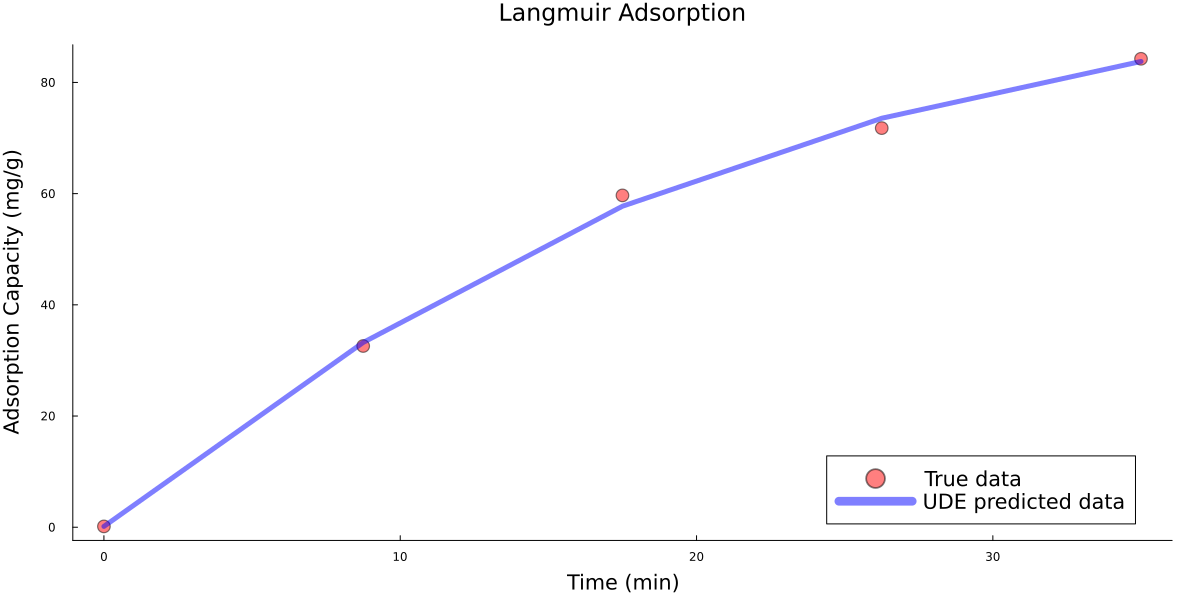 Langmuir Adsorption
Adsorption Capacity (mg/g)
80
60
40
20
0
0 10 20 30
Time (min)
True data
UDE predicted data